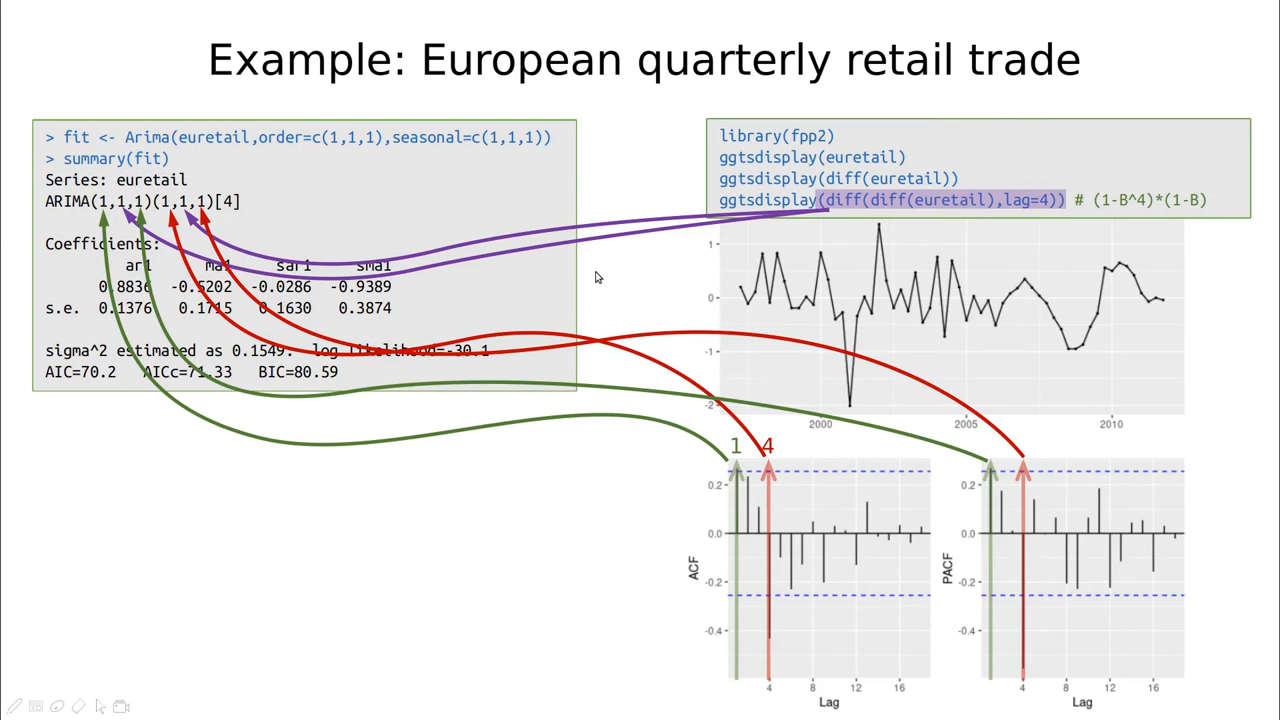 Example: European quarterly retail trade
> fit <- Arima(euretail,order=c(1,1,1),seasonal=c(1,1,1))
> summary(fit)
Series: euretail
ARIMA(1,1,1)(1,1,1)[4]
Coefficients:
ar1 ma1 sar1 sma1
0.8836 -0.5202 -0.0286 -0.9389
s.e. 0.1376 0.1715 0.1630 0.3874
sigma^2 estimated as 0.1549: log likelihood=-30.1
AIC=70.2 AICc=71.33 BIC=80.59
library(fpp2)
ggtsdisplay(euretail)
ggtsdisplay(diff(euretail))
ggtsdisplay(diff(diff(euretail),lag=4)) # (1-B^4)*(1-B)
1
0
-1
-2
2000 2005 2010
1 4
0.2
0.0
-0.2
-0.4
ACF
4 8 12 16
Lag
0.2
0.0
-0.2
-0.4
PACF
4 8 12 16
Lag